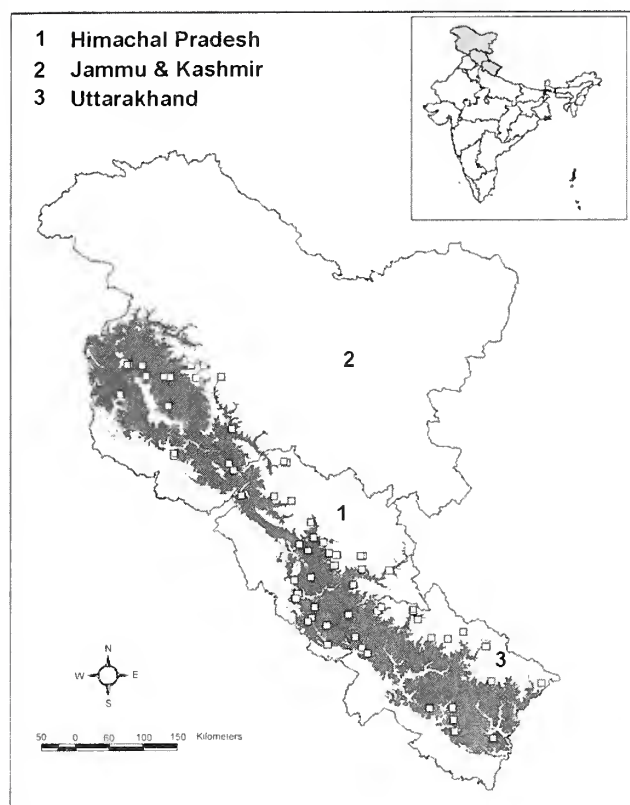 1 Himachal Pradesh
2 Jammu & Kashmir
3 Uttarakhand
2
1
3
N
W E
S
50 0 50 100 150 Kilometers